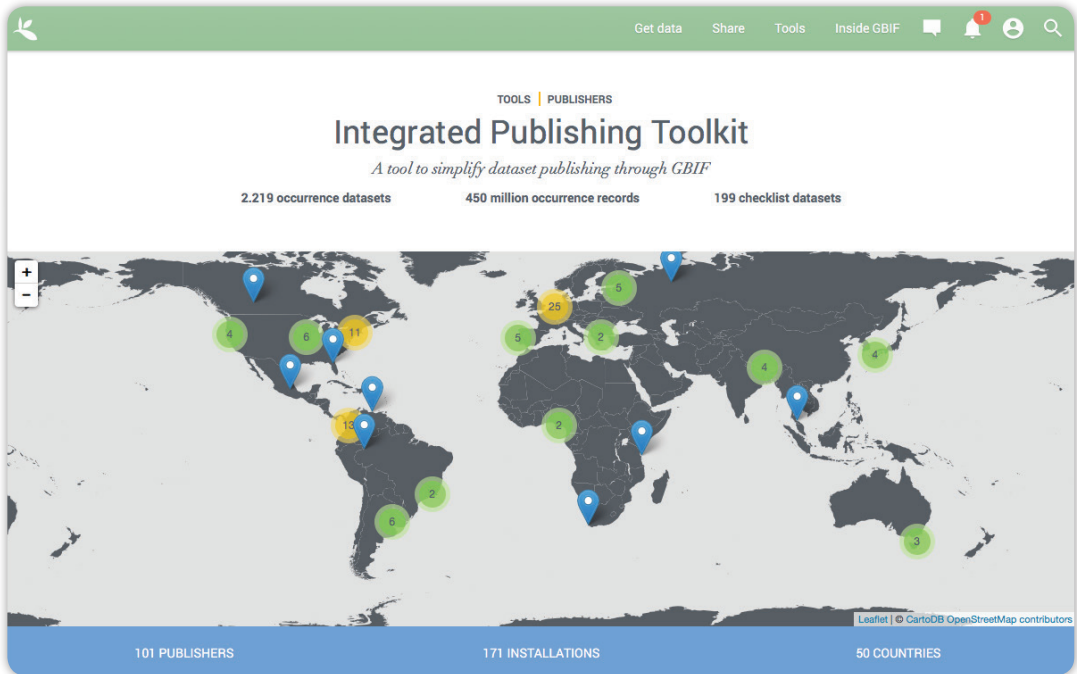 Get data Share Tools Inside GBIF 1
TOOLS | PUBLISHERS
Integrated Publishing Toolkit
A tool to simplify dataset publishing through GBIF
2.219 occurrence datasets 450 million occurrence records 199 checklist datasets
+
-
5
25
4 6 11 5 2
4 4
13 2
2
6
3
Leaflet | © CartoDB OpenStreetMap contributors
101 PUBLISHERS 171 INSTALLATIONS 50 COUNTRIES